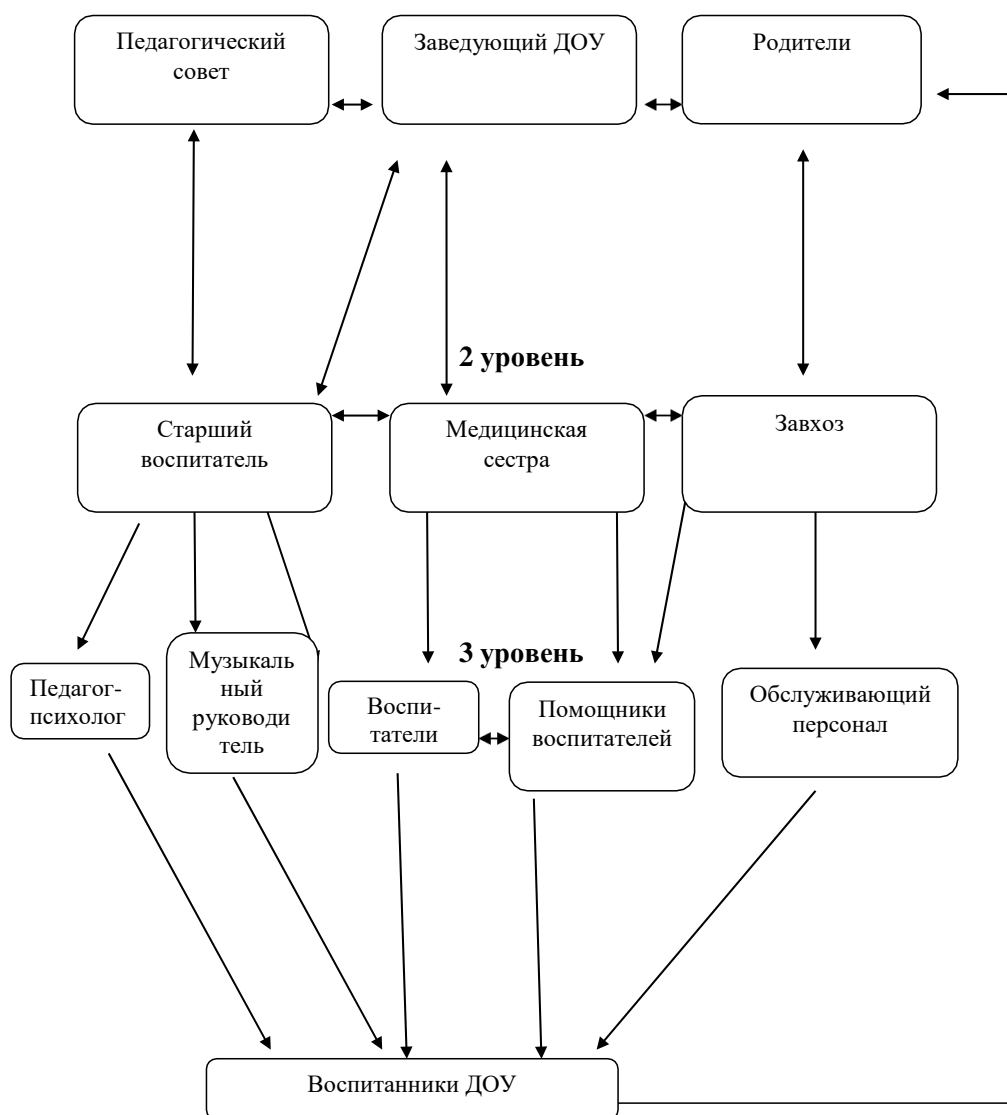 Педагогический
совет
Заведующий ДОУ
Родители
2 уровень
Старший
воспитатель
Медицинская
сестра
Завхоз
3 уровень
Педагог-
психолог
Музыкаль
ный
руководи
тель
Воспи-
татели
Помощники
воспитателей
Обслуживающий
персонал
Воспитанники ДОУ